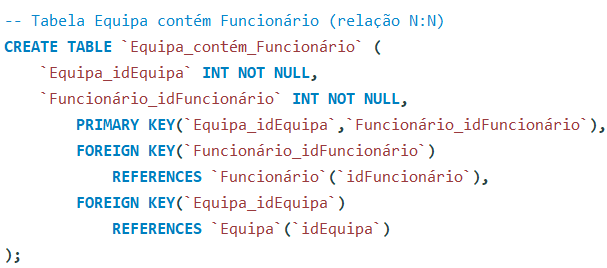 -- Tabela Equipa contém Funcionário (relação N:N)
CREATE TABLE `Equipa_contém_Funcionário` (
    `Equipa_idEquipa` INT NOT NULL,
    `Funcionário_idFuncionário` INT NOT NULL,
        PRIMARY KEY(`Equipa_idEquipa`,`Funcionário_idFuncionário`),
        FOREIGN KEY(`Funcionário_idFuncionário`)
            REFERENCES `Funcionário`(`idFuncionário`),
        FOREIGN KEY(`Equipa_idEquipa`)
            REFERENCES `Equipa`(`idEquipa`)
);